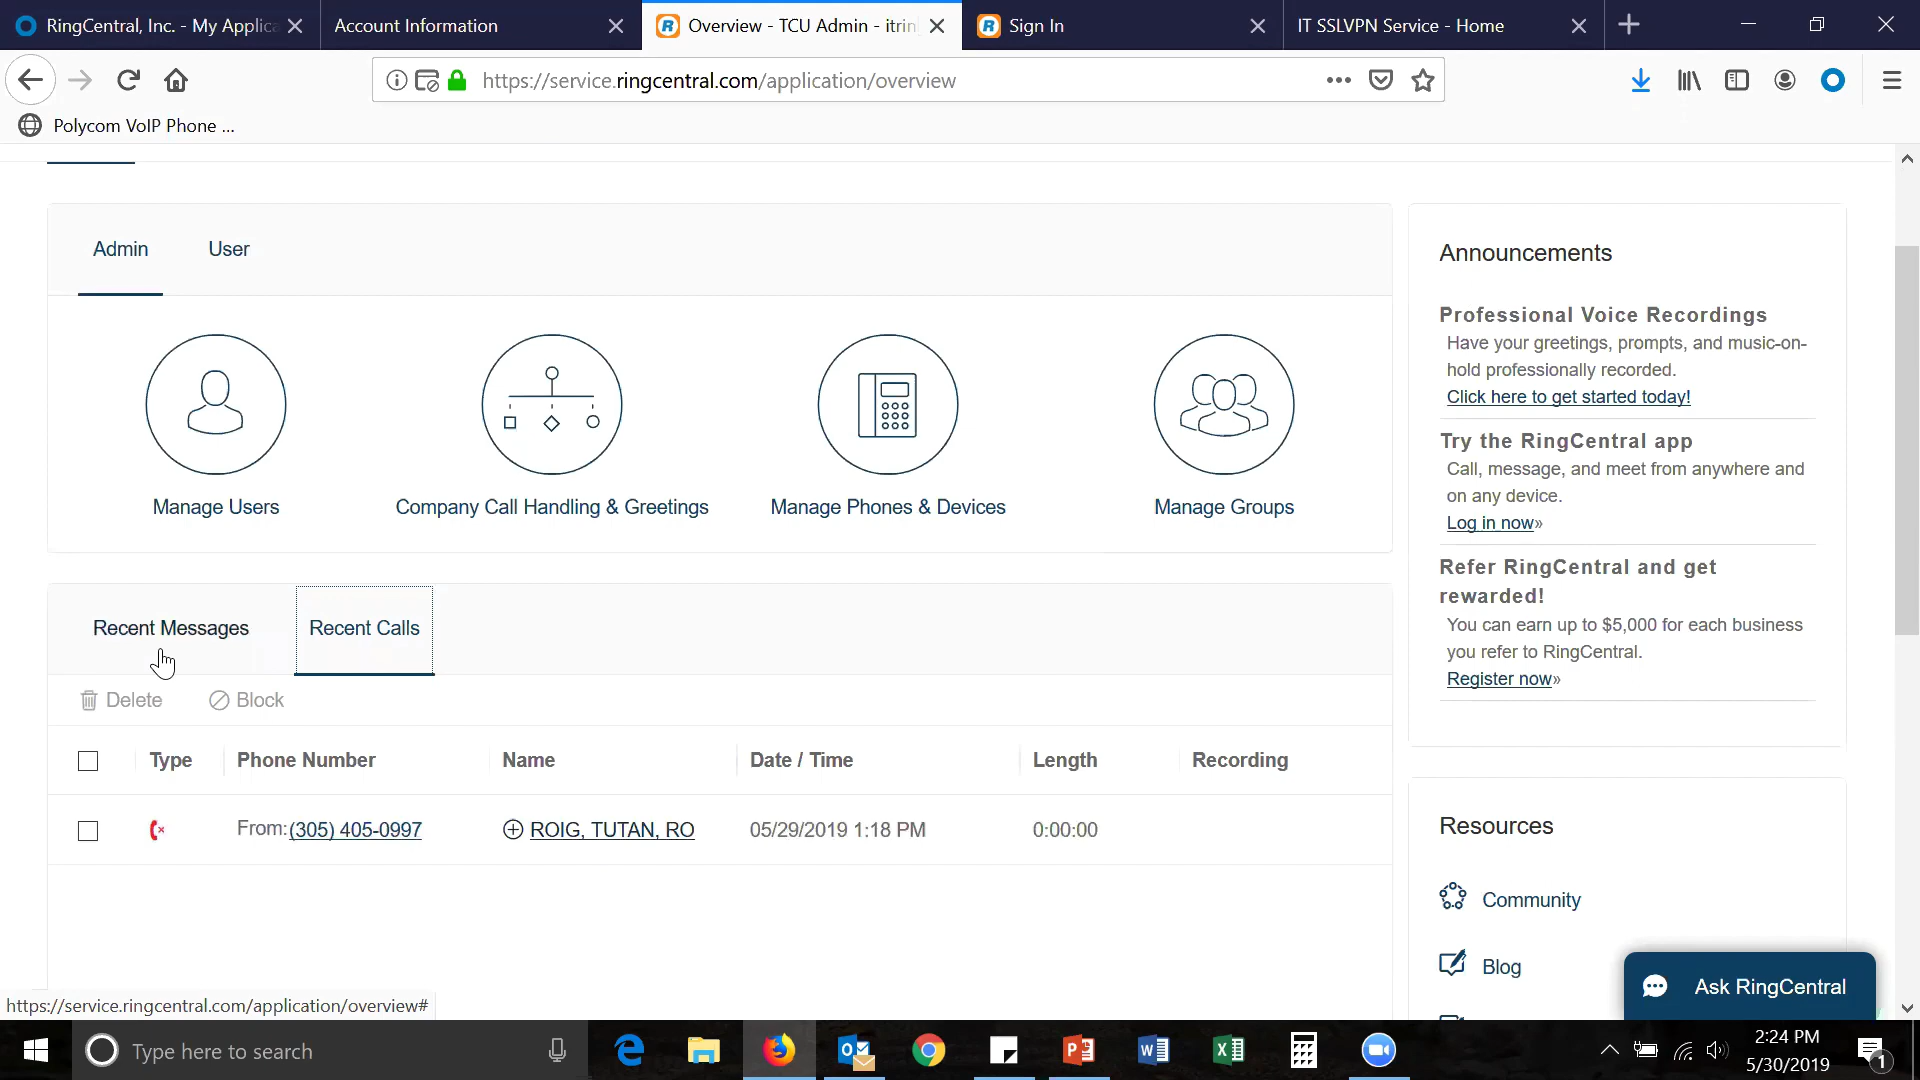 RingCentral, Inc. - My Applica
Account Information
Overview - TCU Admin - itrin
Sign In
IT SSLVPN Service - Home
https://service.ringcentral.com/application/overview
Polycom VoIP Phone ...
Admin
User
Manage Users
Company Call Handling & Greetings
Manage Phones & Devices
Manage Groups
Recent Messages
Recent Calls
Delete
Block
Type
Phone Number
Name
Date / Time
Length
Recording
From:(305) 405-0997
ROIG, TUTAN, RO
05/29/2019 1:18 PM
0:00:00
Announcements
Professional Voice Recordings
Have your greetings, prompts, and music-on-
hold professionally recorded.
Click here to get started today!
Try the RingCentral app
Call, message, and meet from anywhere and
on any device.
Log in now»
Refer RingCentral and get
rewarded!
You can earn up to $5,000 for each business
you refer to RingCentral.
Register now»
Resources
Community
Blog
Ask RingCentral
https://service.ringcentral.com/application/overview#
Type here to search
2:24 PM
5/30/2019
1